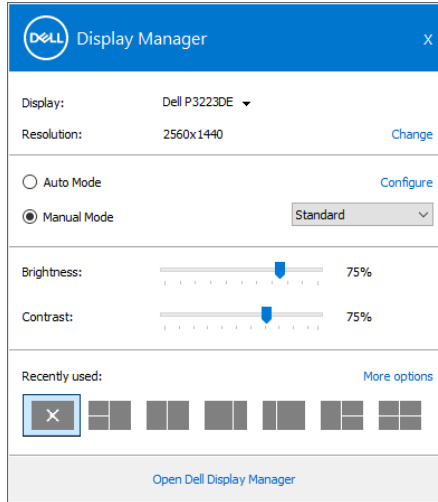 DELL Display Manager X
Display: Dell P3223DE
Resolution: 2560x1440 Change
Auto Mode Configure
Manual Mode Standard
Brightness: 75%
Contrast: 75%
Recently used: More options
Open Dell Display Manager